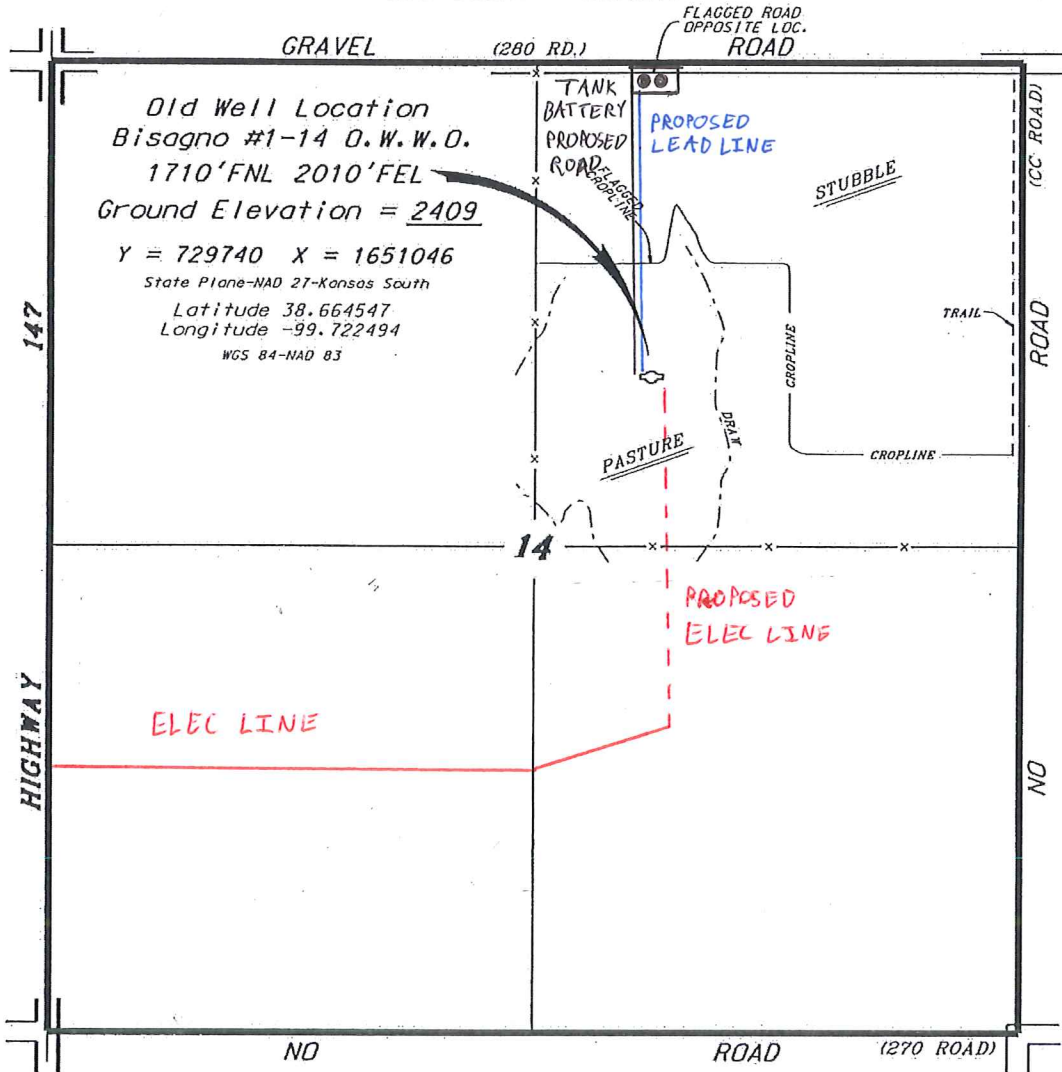 FLAGGED ROAD
OPPOSITE LOC.
GRAVEL (280 RD.) ROAD
Old Well Location
Bisagno #1-14 O.W.W.O.
1710'FNL 2010'FEL
Ground Elevation = 2409
Y = 729740 X = 1651046
State Plane-NAD 27-Kansas South
Latitude 38.664547
Longitude -99.722494
WGS 84-NAD 83
TANK
BATTERY
PROPOSED
ROAD
PROPOSED
LEAD LINE
FLAGGED
CROPLINE
STUBBLE
(CC ROAD)
147
TRAIL
ROAD
CROPLINE
DRAW
PASTURE
CROPLINE
14
PROPOSED
ELEC LINE
ELEC LINE
HIGHWAY
NO
NO ROAD (270 ROAD)